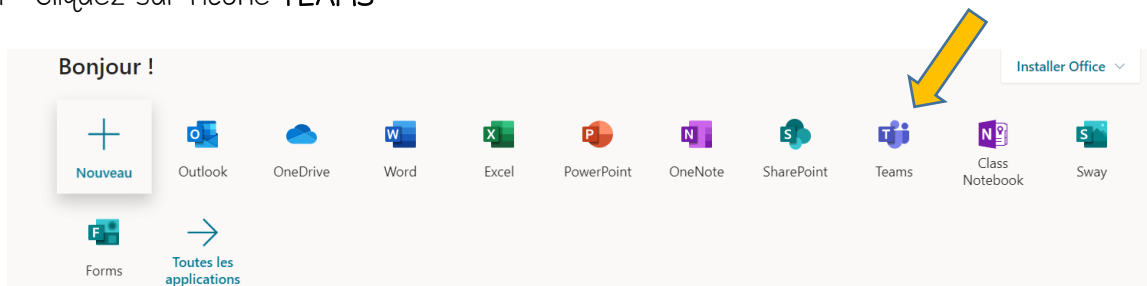 TEAMS
Bonjour !
Installer Office
Nouveau
Outlook
OneDrive
Word
Excel
PowerPoint
OneNote
SharePoint
Teams
Class
Notebook
Sway
Forms
Toutes les
applications